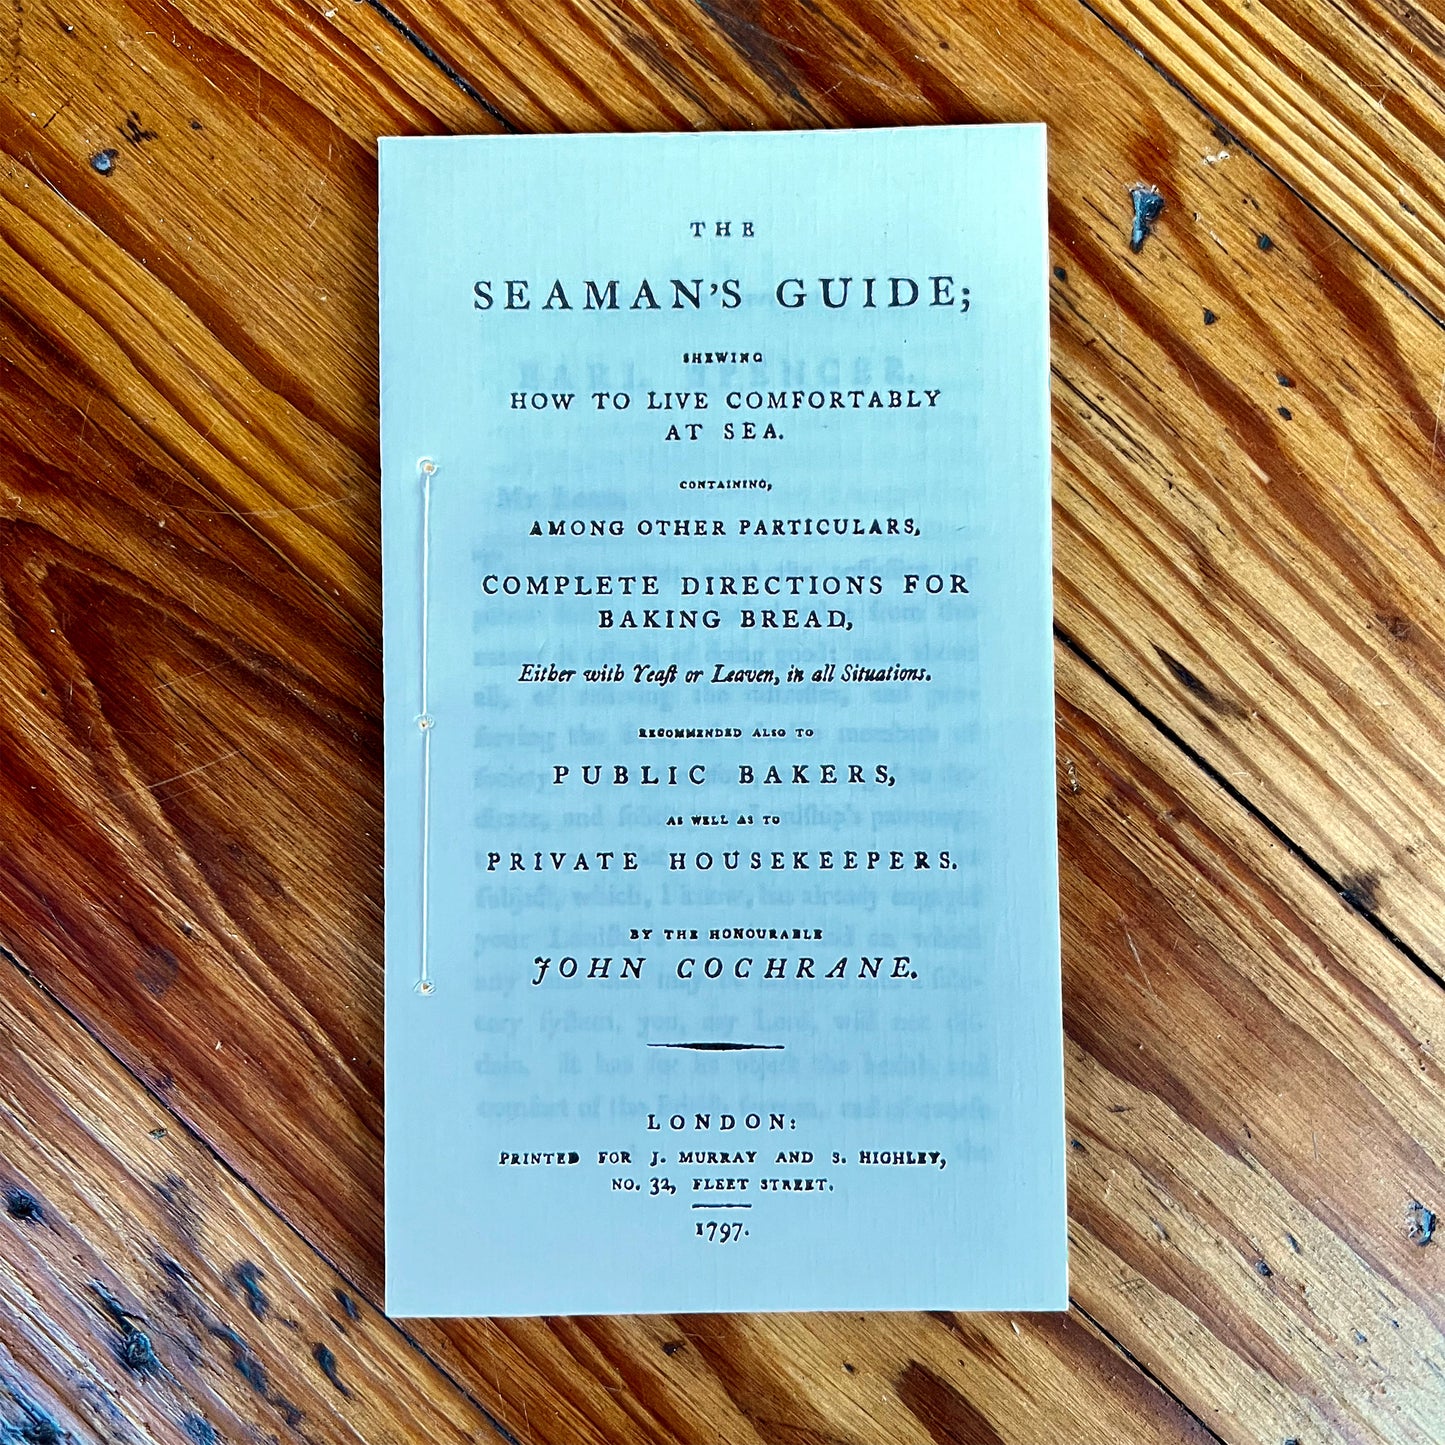 THE
SEAMAN'S GUIDE;
SHEWING
HOW TO LIVE COMFORTABLY
AT SEA.
CONTAINING,
AMONG OTHER PARTICULARS,
COMPLETE DIRECTIONS FOR
BAKING BREAD,
Either with Yeaſt or Leaven, in all Situations.
RECOMMENDED ALSO TO
PUBLIC BAKERS,
AS WELL AS TO
PRIVATE HOUSEKEEPERS.
BY THE HONOURABLE
JOHN COCHRANE.
LONDON:
PRINTED FOR J. MURRAY AND S. HIGHLEY,
NO. 32, FLEET STREET.
1797.